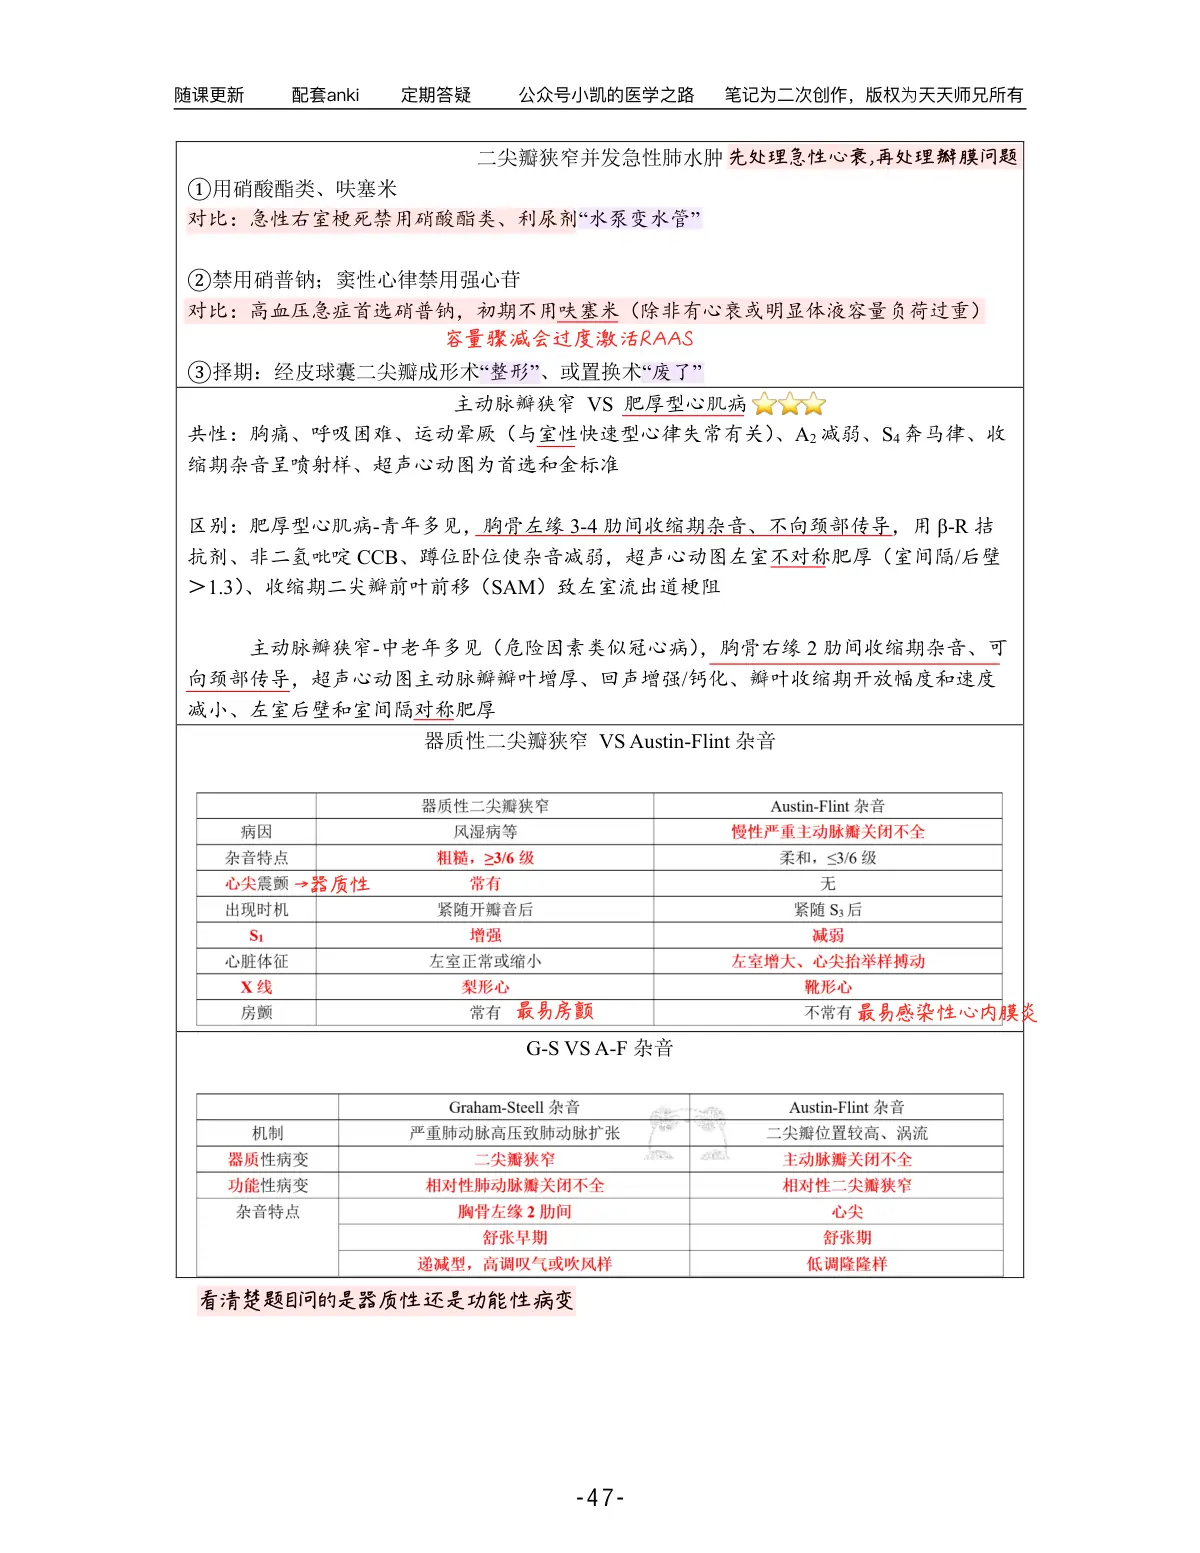 随课更新 配套anki 定期答疑 公众号小凯的医学之路 笔记为二次创作，版权为天天师兄所有
二尖瓣狭窄并发急性肺水肿 先处理急性心衰,再处理瓣膜问题
①用硝酸酯类、呋塞米
对比：急性右室梗死禁用硝酸酯类、利尿剂“水泵变水管”
②禁用硝普钠；窦性心律禁用强心苷
对比：高血压急症首选硝普钠，初期不用呋塞米（除非有心衰或明显体液容量负荷过重）
容量骤减会过度激活RAAS
③择期：经皮球囊二尖瓣成形术“整形”、或置换术“废了”
主动脉瓣狭窄 VS 肥厚型心肌病 ⭐⭐⭐
共性：胸痛、呼吸困难、运动晕厥（与室性快速型心律失常有关）、A₂ 减弱、S₄ 奔马律、收
缩期杂音呈喷射样、超声心动图为首选和金标准
区别：肥厚型心肌病-青年多见，胸骨左缘 3-4 肋间收缩期杂音、不向颈部传导，用 β-R 拮
抗剂、非二氢吡啶 CCB、蹲位卧位使杂音减弱，超声心动图左室不对称肥厚（室间隔/后壁
＞1.3）、收缩期二尖瓣前叶前移（SAM）致左室流出道梗阻
主动脉瓣狭窄-中老年多见（危险因素类似冠心病），胸骨右缘 2 肋间收缩期杂音、可
向颈部传导，超声心动图主动脉瓣瓣叶增厚、回声增强/钙化、瓣叶收缩期开放幅度和速度
减小、左室后壁和室间隔对称肥厚
器质性二尖瓣狭窄 VS Austin-Flint 杂音
器质性二尖瓣狭窄 Austin-Flint 杂音
病因 风湿病等 慢性严重主动脉瓣关闭不全
杂音特点 粗糙，≥3/6 级 柔和，≤3/6 级
心尖震颤 →器质性 常有 无
出现时机 紧随开瓣音后 紧随 S₃ 后
S₁ 增强 减弱
心脏体征 左室正常或缩小 左室增大、心尖抬举样搏动
X 线 梨形心 靴形心
房颤 常有 最易房颤 不常有 最易感染性心内膜炎
G-S VS A-F 杂音
Graham-Steell 杂音 Austin-Flint 杂音
机制 严重肺动脉高压致肺动脉扩张 二尖瓣位置较高、涡流
器质性病变 二尖瓣狭窄 主动脉瓣关闭不全
功能性病变 相对性肺动脉瓣关闭不全 相对性二尖瓣狭窄
杂音特点 胸骨左缘 2 肋间 心尖
舒张早期 舒张期
递减型，高调叹气或吹风样 低调隆隆样
看清楚题目问的是器质性还是功能性病变
-47-